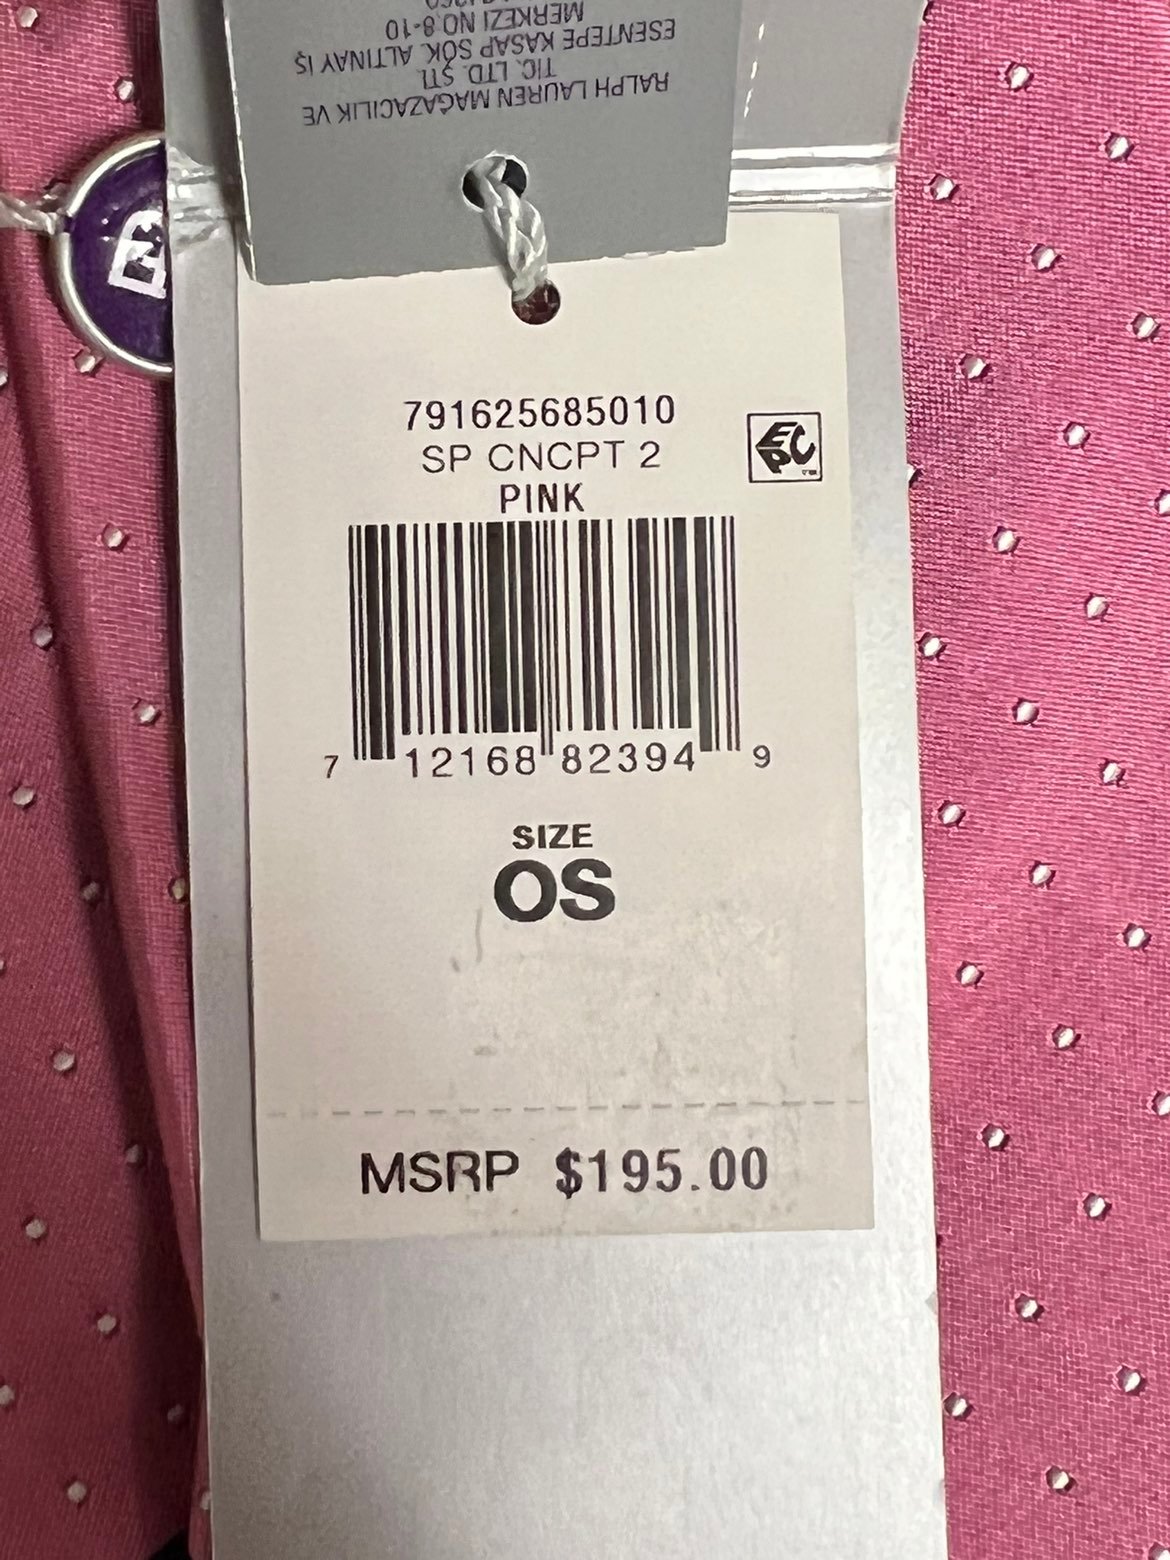 RALPH LAUREN MAĞAZACILIK VE
TIC. LTD. ŞTİ.
ESENTEPE KASAP SOK. ALTINAY İŞ
MERKEZI NO.8-10
791625685010
SP CNCPT 2
PINK
EPC
7 12168 82394 9
SIZE
OS
MSRP $195.00